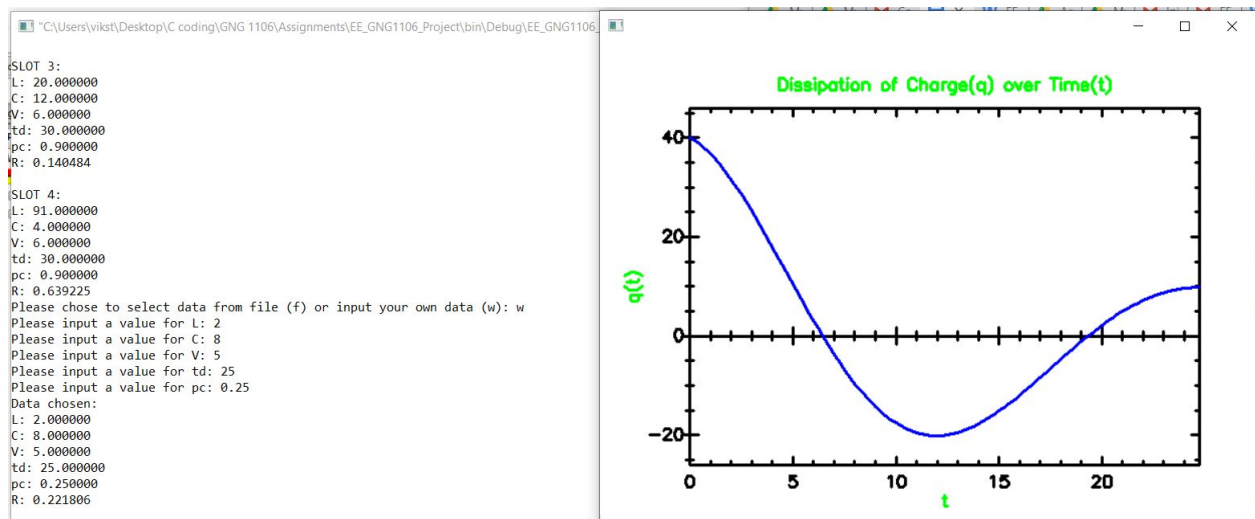 "C:\Users\vikst\Desktop\C coding\GNG 1106\Assignments\EE_GNG1106_Project\bin\Debug\EE_GNG1106_
SLOT 3:
L: 20.000000
C: 12.000000
V: 6.000000
td: 30.000000
pc: 0.900000
R: 0.140484
SLOT 4:
L: 91.000000
C: 4.000000
V: 6.000000
td: 30.000000
pc: 0.900000
R: 0.639225
Please chose to select data from file (f) or input your own data (w): w
Please input a value for L: 2
Please input a value for C: 8
Please input a value for V: 5
Please input a value for td: 25
Please input a value for pc: 0.25
Data chosen:
L: 2.000000
C: 8.000000
V: 5.000000
td: 25.000000
pc: 0.250000
R: 0.221806
Dissipation of Charge(q) over Time(t)
40
20
q(t)
0
−20
0 5 10 15 20
t